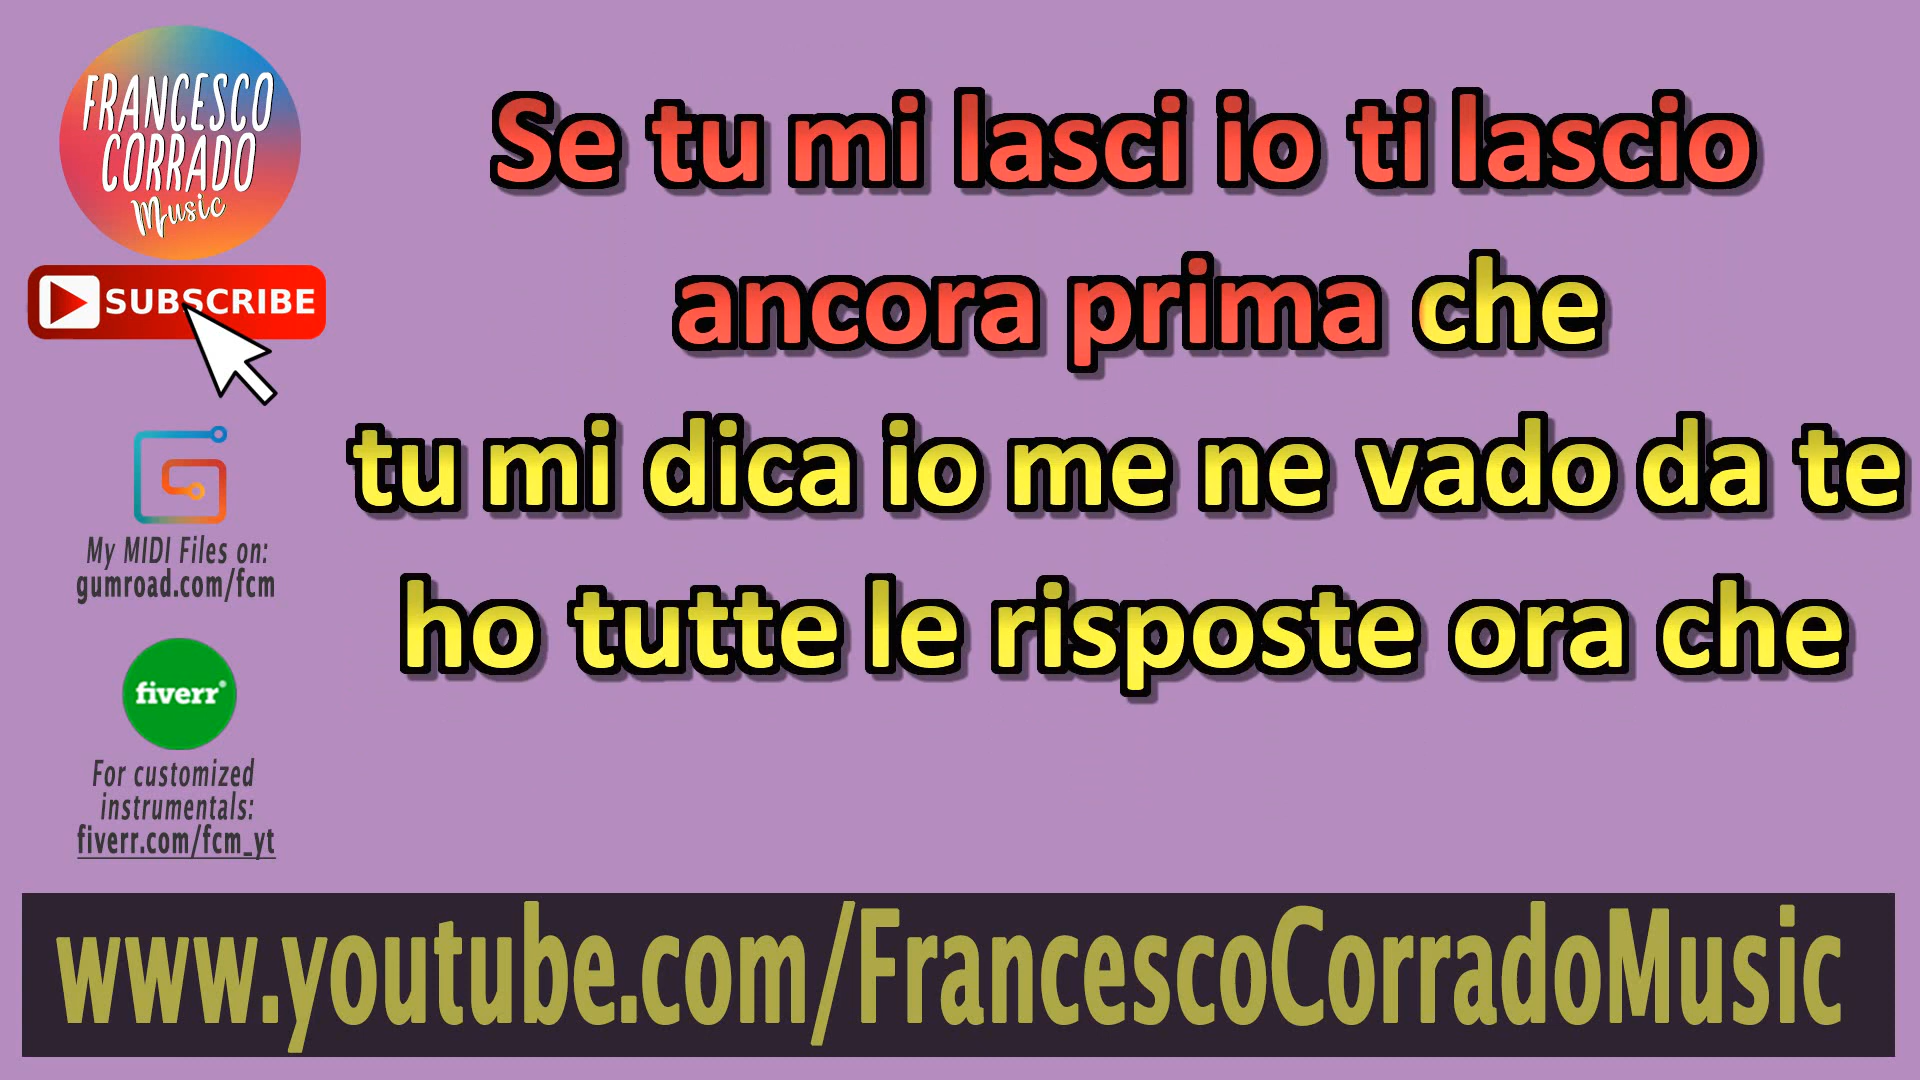 FRANCESCO
CORRADO
Music
SUBSCRIBE
My MIDI Files on:
gumroad.com/fcm
fiverr®
For customized
instrumentals:
fiverr.com/fcm_yt
Se tu mi lasci io ti lascio
ancora prima che
tu mi dica io me ne vado da te
ho tutte le risposte ora che
www.youtube.com/FrancescoCorradoMusic